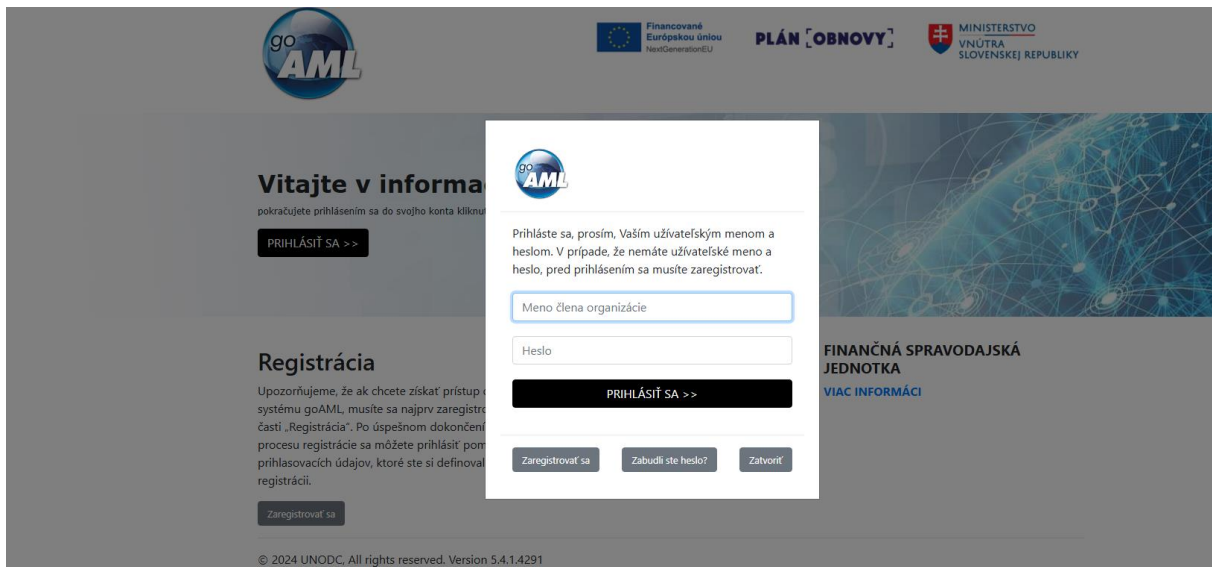 go
AML
Financované
Európskou úniou
NextGenerationEU
PLÁN [OBNOVY]
MINISTERSTVO
VNÚTRA
SLOVENSKEJ REPUBLIKY
Vitajte v
pokračujete prihlásením sa do svojho konta
PRIHLÁSIŤ SA >>
go
AML
Prihláste sa, prosím, Vaším užívateľským menom a
heslom. V prípade, že nemáte užívateľské meno a
heslo, pred prihlásením sa musíte zaregistrovať.
Meno člena organizácie
Heslo
PRIHLÁSIŤ SA >>
Zaregistrovať sa
Zabudli ste heslo?
Zatvoriť
Registrácia
Upozorňujeme, že ak chcete získať prístup
systému goAML, musíte sa najprv
časti „Registrácia“. Po úspešnom dokončení
procesu registrácie sa môžete prihlásiť
prihlasovacích údajov, ktoré ste si
registrácii.
Zaregistrovať sa
FINANČNÁ SPRAVODAJSKÁ
JEDNOTKA
VIAC INFORMÁCI
© 2024 UNODC, All rights reserved. Version 5.4.1.4291